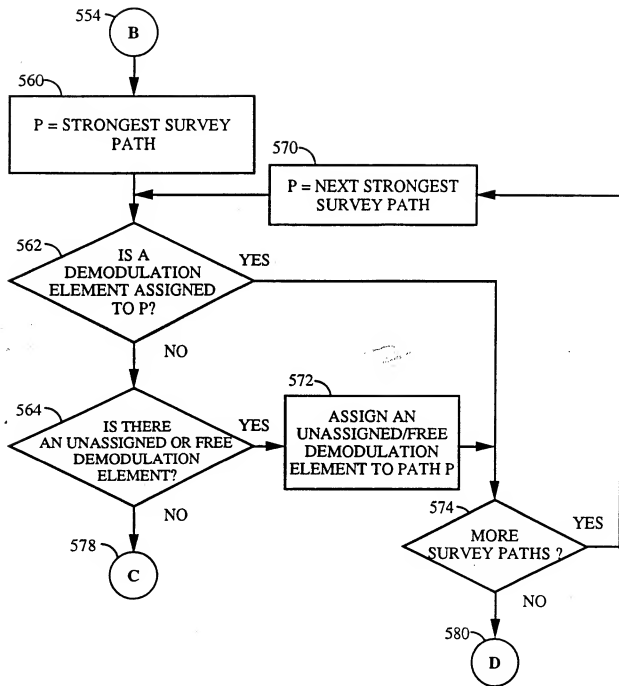 554
B
560
P = STRONGEST SURVEY
PATH
570
P = NEXT STRONGEST
SURVEY PATH
562
IS A
DEMODULATION
ELEMENT ASSIGNED
TO P?
YES
NO
564
IS THERE
AN UNASSIGNED OR FREE
DEMODULATION
ELEMENT?
YES
NO
572
ASSIGN AN
UNASSIGNED/FREE
DEMODULATION
ELEMENT TO PATH P
574
MORE
SURVEY PATHS ?
YES
NO
578
C
580
D